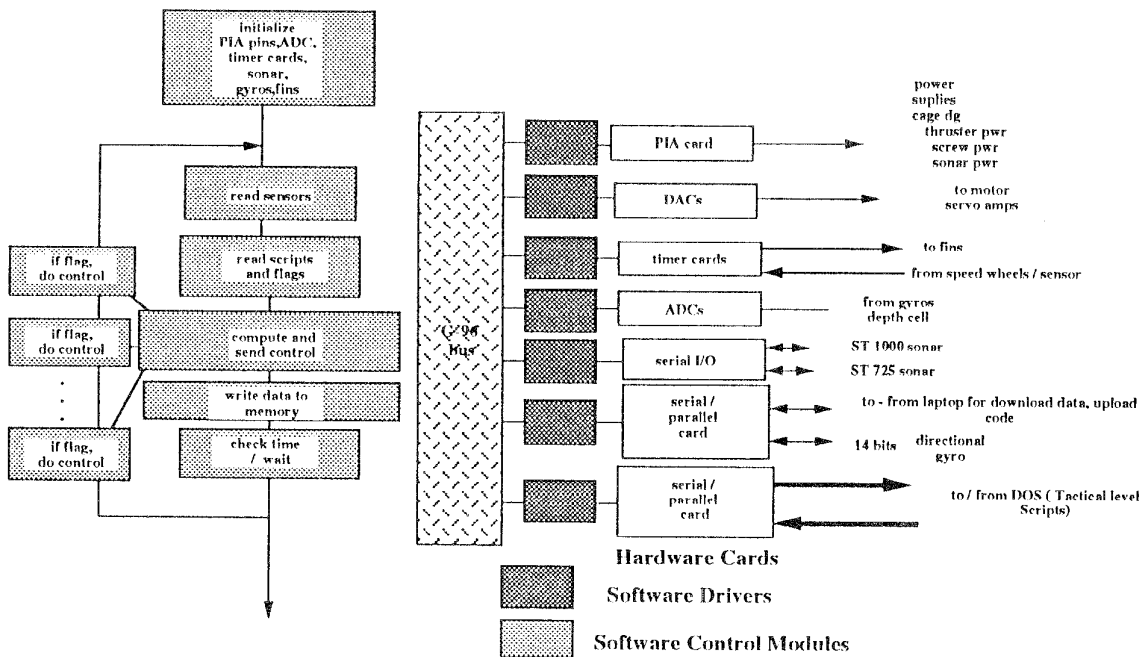 initialize
PIA pins,ADC,
timer cards,
sonar,
gyros,fins
read sensors
read scripts
and flags
if flag,
do control
compute and
send control
if flag,
do control
write data to
memory
if flag,
do control
check time
/ wait
G-96
bus
PIA card
power
suplies
cage dg
thruster pwr
screw pwr
sonar pwr
DACs
to motor
servo amps
timer cards
to fins
from speed wheels / sensor
ADCs
from gyros
depth cell
serial I/O
ST 1000 sonar
ST 725 sonar
serial /
parallel
card
to - from laptop for download data, upload
code
14 bits directional
gyro
serial /
parallel
card
to / from DOS ( Tactical level
Scripts)
Hardware Cards
Software Drivers
Software Control Modules